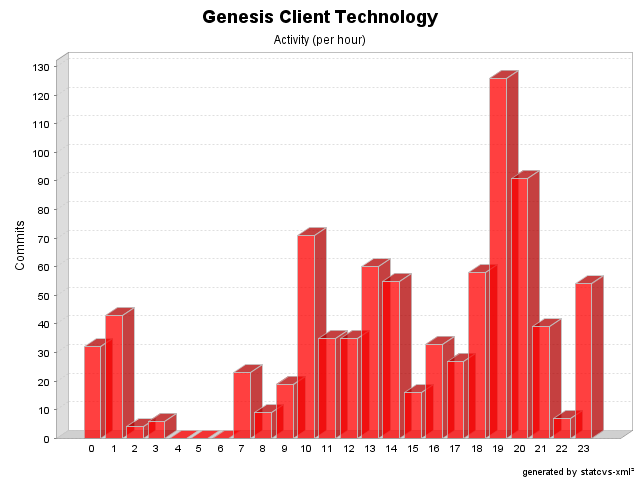 Genesis Client Technology
Activity (per hour)
130
120
110
100
90
80
70
60
50
40
30
20
10
0
Commits
0 1 2 3 4 5 6 7 8 9 10 11 12 13 14 15 16 17 18 19 20 21 22 23
generated by statcvs-xml²